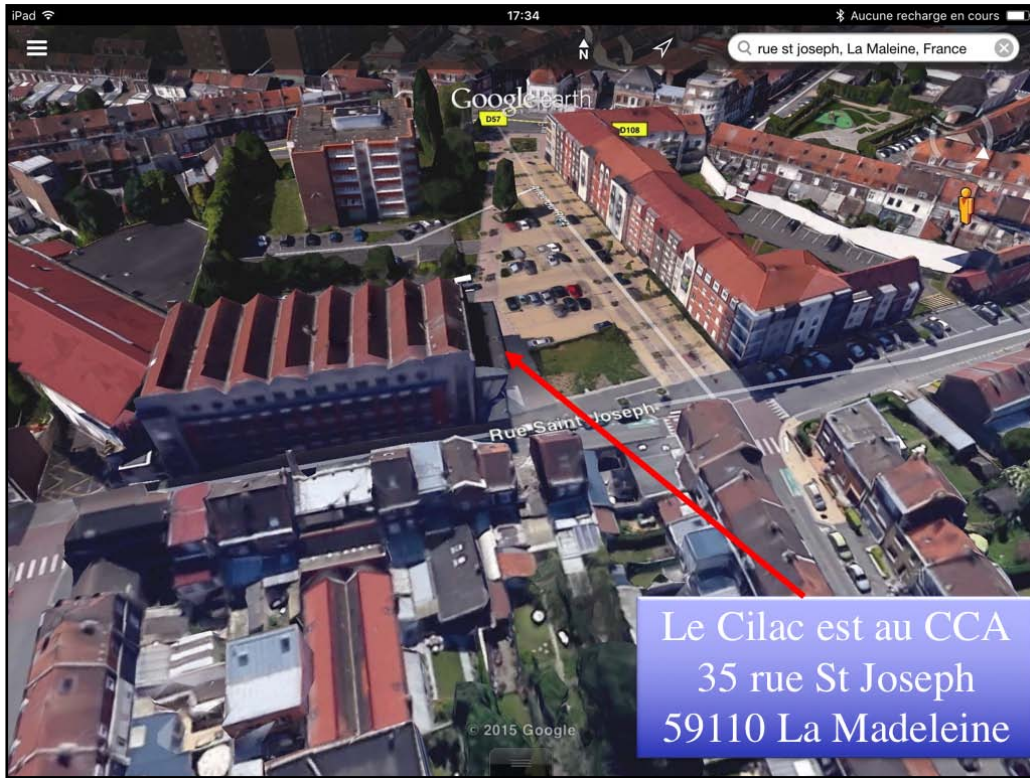 iPad
17:34
Aucune recharge en cours
N
rue st joseph, La Maleine, France
Google earth
D57
D108
Rue Saint Joseph
Le Cilac est au CCA
35 rue St Joseph
59110 La Madeleine
© 2015 Google